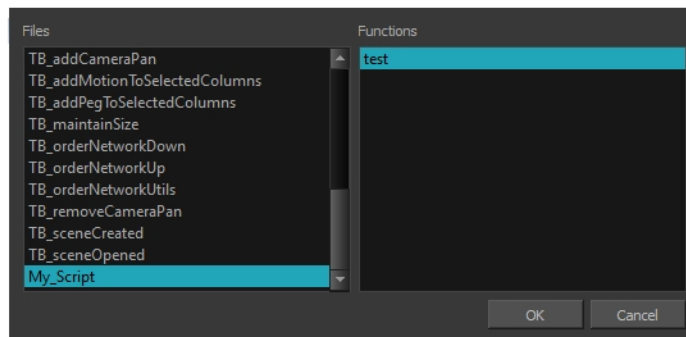 Files
Functions
TB_addCameraPan
test
TB_addMotionToSelectedColumns
TB_addPegToSelectedColumns
TB_maintainSize
TB_orderNetworkDown
TB_orderNetworkUp
TB_orderNetworkUtils
TB_removeCameraPan
TB_sceneCreated
TB_sceneOpened
My_Script
OK
Cancel